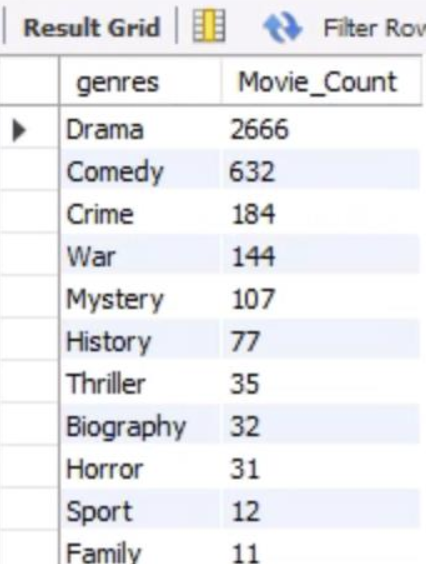 Result Grid Filter Rov
genres Movie_Count
Drama 2666
Comedy 632
Crime 184
War 144
Mystery 107
History 77
Thriller 35
Biography 32
Horror 31
Sport 12
Family 11